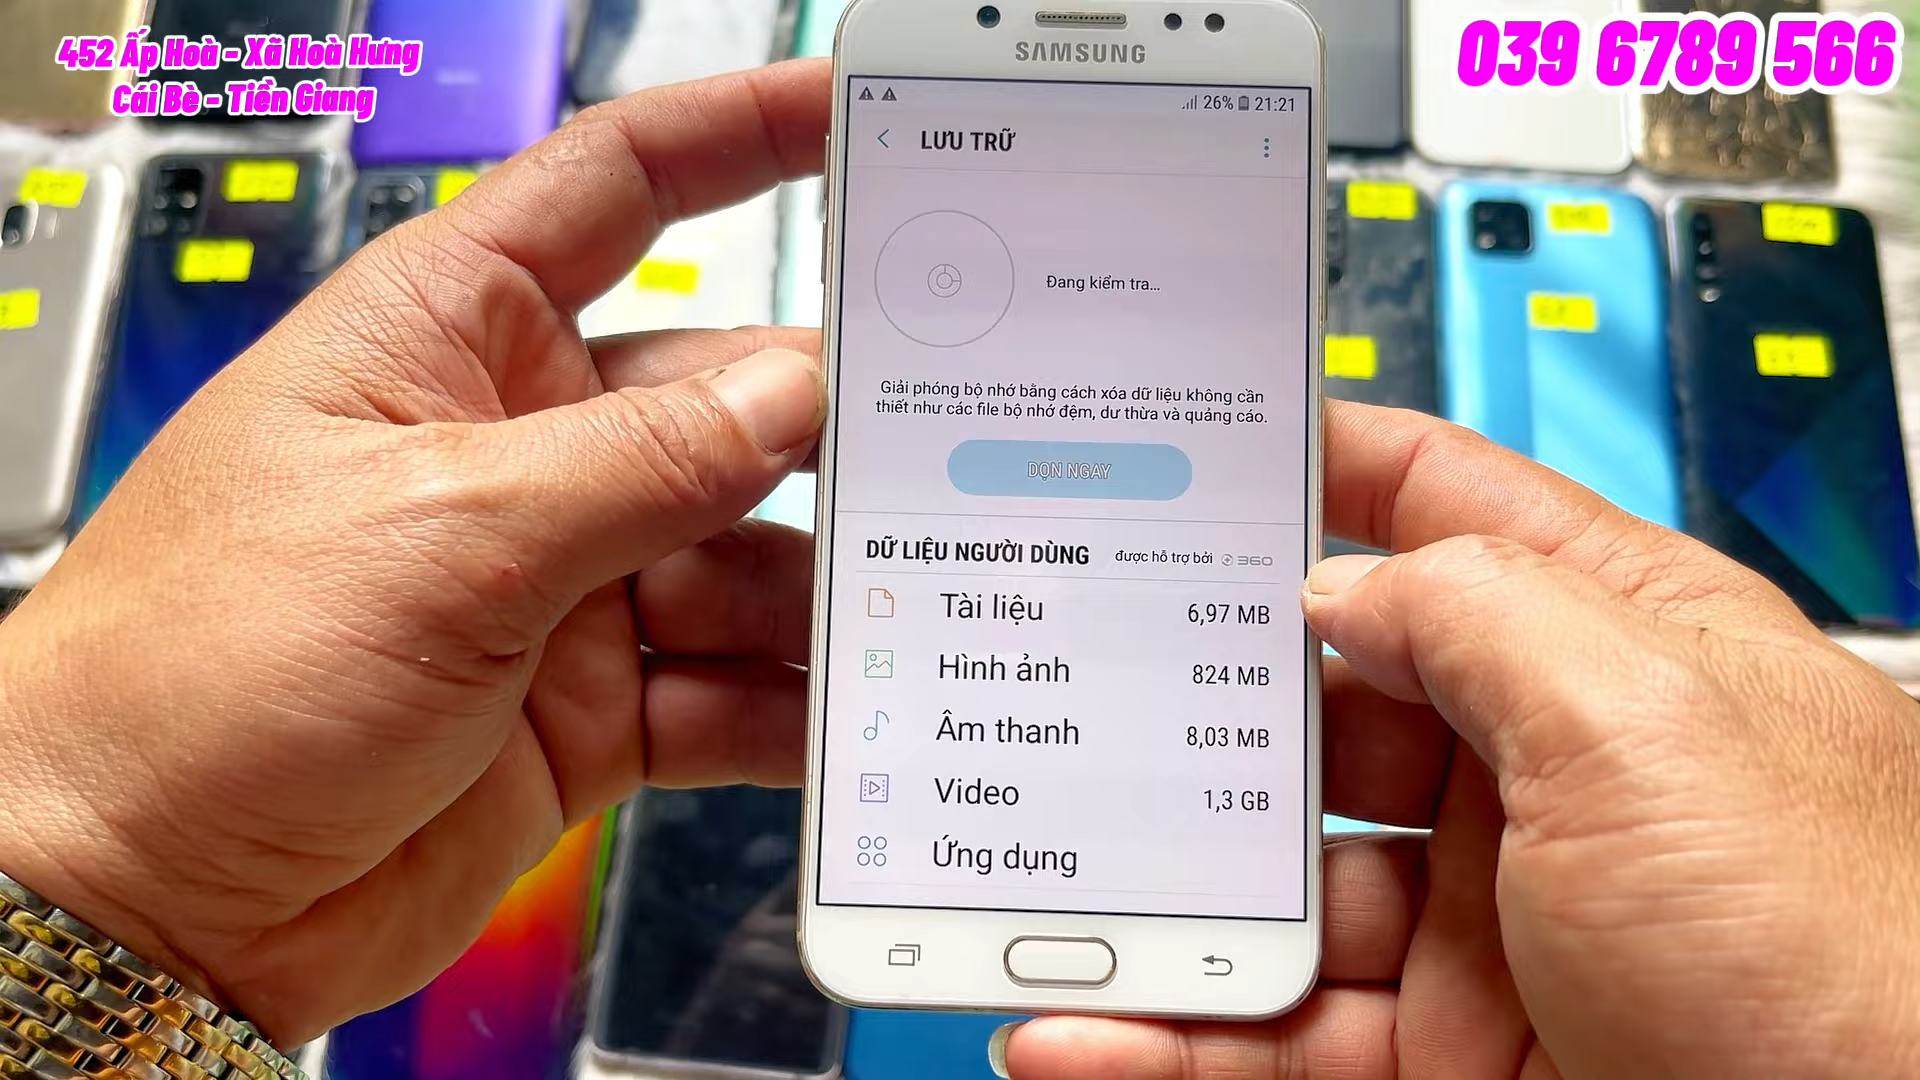 452 Ấp Hoà - Xã Hoà Hưng
Cái Bè - Tiền Giang
039 6789 566
SAMSUNG
26% 21:21
LƯU TRỮ
Đang kiểm tra...
Giải phóng bộ nhớ bằng cách xóa dữ liệu không cần
thiết như các file bộ nhớ đệm, dư thừa và quảng cáo.
DỌN NGAY
DỮ LIỆU NGƯỜI DÙNG được hỗ trợ bởi 360
Tài liệu 6,97 MB
Hình ảnh 824 MB
Âm thanh 8,03 MB
Video 1,3 GB
Ứng dụng